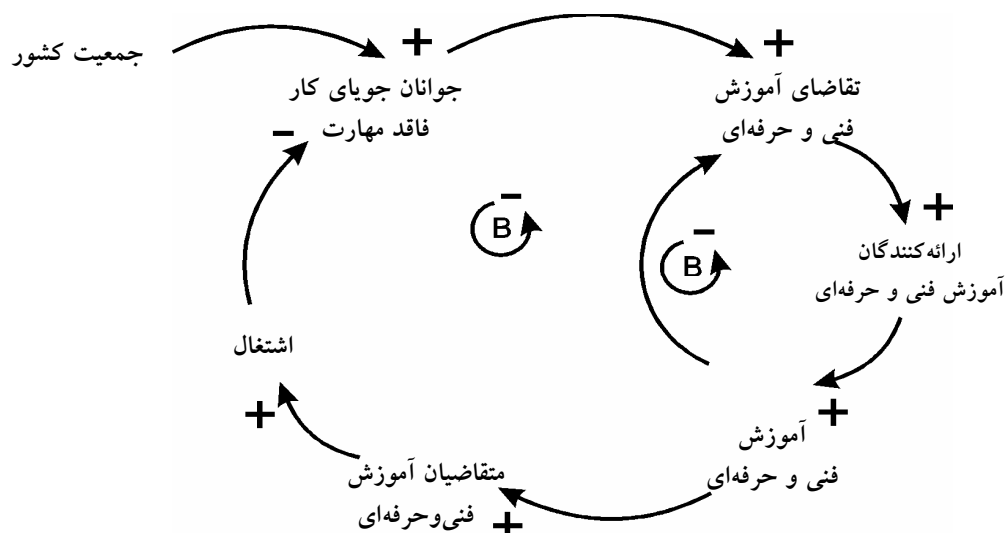 جمعیت کشور
+
جوانان جویای کار
فاقد مهارت
−
+
تقاضای آموزش
فنی و حرفه‌ای
+
ارائه‌کنندگان
آموزش فنی و حرفه‌ای
−
B
−
B
اشتغال
+
+
آموزش
فنی و حرفه‌ای
متقاضیان آموزش
فنی‌وحرفه‌ای
+